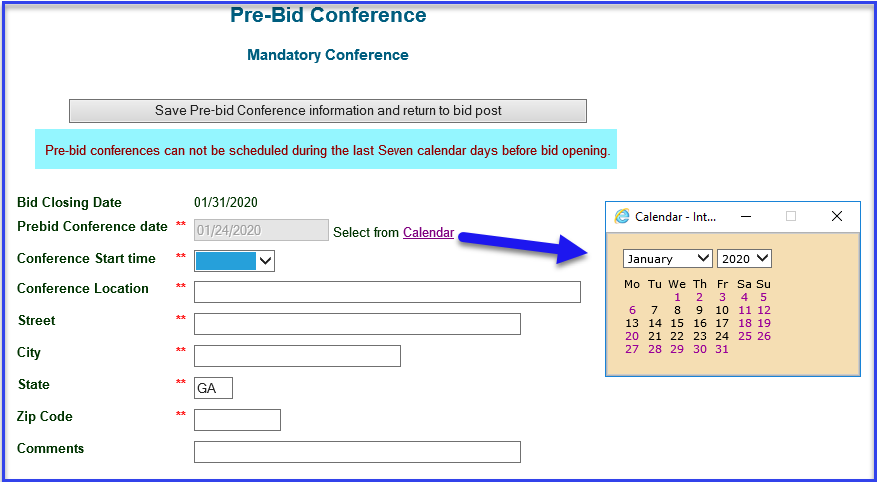 Pre-Bid Conference
Mandatory Conference
Save Pre-bid Conference information and return to bid post
Pre-bid conferences can not be scheduled during the last Seven calendar days before bid opening.
Bid Closing Date 01/31/2020
Prebid Conference date ** 01/24/2020 Select from Calendar
Conference Start time **
Conference Location **
Street **
City **
State ** GA
Zip Code **
Comments
Calendar - Int...
January 2020
Mo Tu We Th Fr Sa Su
1 2 3 4 5
6 7 8 9 10 11 12
13 14 15 16 17 18 19
20 21 22 23 24 25 26
27 28 29 30 31